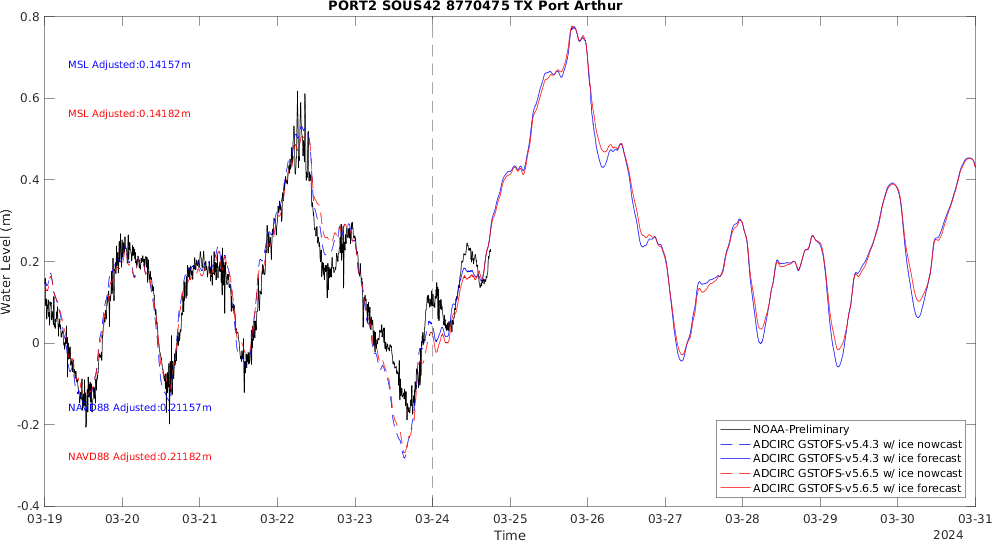 PORT2 SOUS42 8770475 TX Port Arthur
0.8
MSL Adjusted:0.14157m
0.6
MSL Adjusted:0.14182m
0.4
0.2
Water Level (m)
0
NAVD88 Adjusted:0.21157m
-0.2
NAVD88 Adjusted:0.21182m
-0.4
NOAA-Preliminary
ADCIRC GSTOFS-v5.4.3 w/ ice nowcast
ADCIRC GSTOFS-v5.4.3 w/ ice forecast
ADCIRC GSTOFS-v5.6.5 w/ ice nowcast
ADCIRC GSTOFS-v5.6.5 w/ ice forecast
03-19 03-20 03-21 03-22 03-23 03-24 03-25 03-26 03-27 03-28 03-29 03-30 03-31
Time
2024